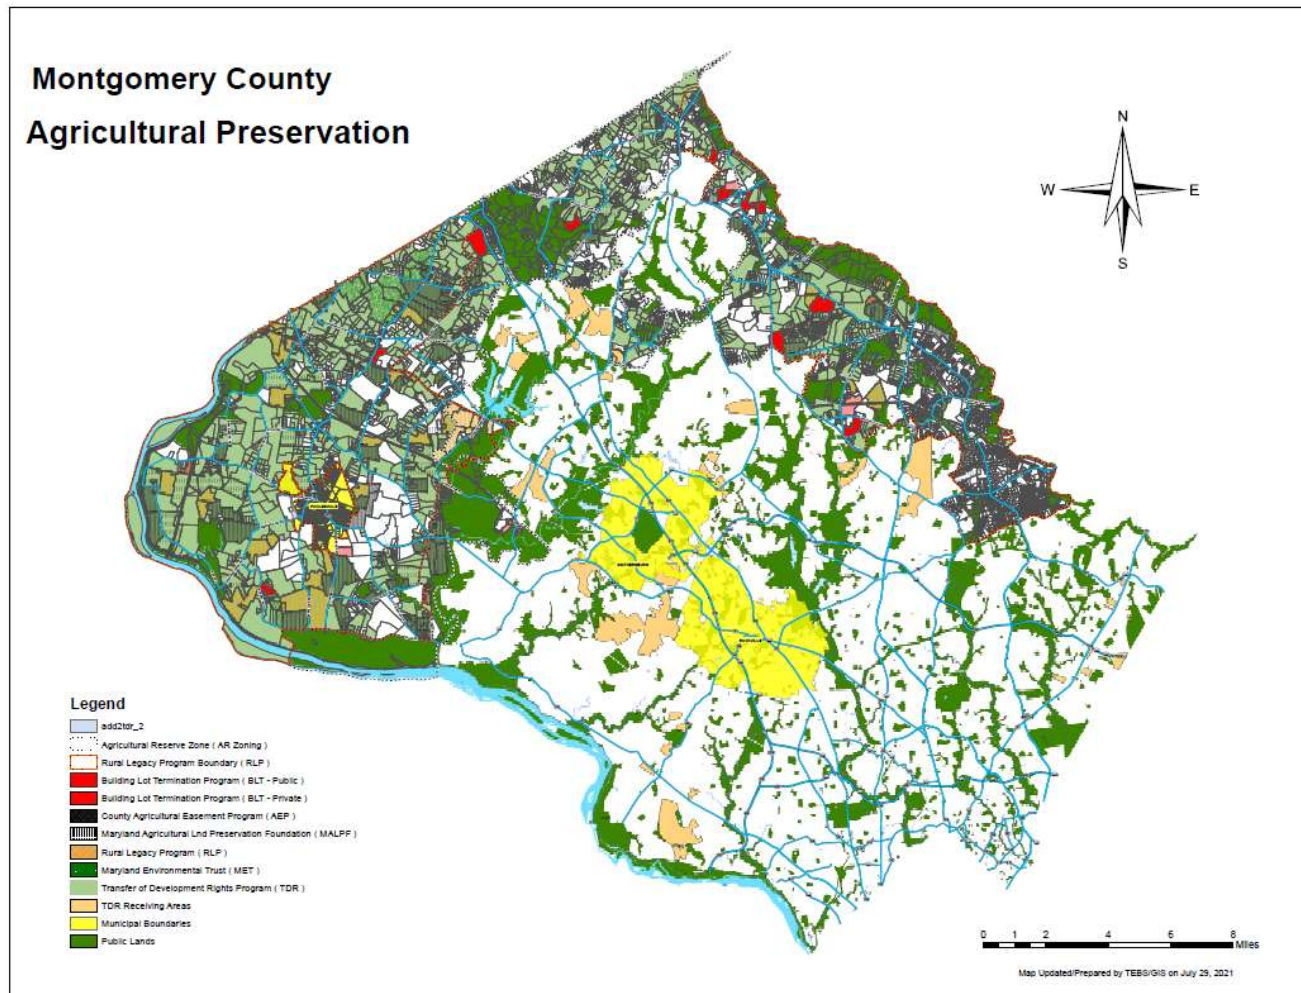 Montgomery County
Agricultural Preservation
N
W
E
S
POOLESVILLE
GAITHERSBURG
ROCKVILLE
Legend
add2tdr_2
Agricultural Reserve Zone ( AR Zoning )
Rural Legacy Program Boundary ( RLP )
Building Lot Termination Program ( BLT - Public )
Building Lot Termination Program ( BLT - Private )
County Agricultural Easement Program ( AEP )
Maryland Agricultural Lnd Preservation Foundation ( MALPF )
Rural Legacy Program ( RLP )
Maryland Environmental Trust ( MET )
Transfer of Development Rights Program ( TDR )
TDR Receiving Areas
Municipal Boundaries
Public Lands
0 1 2 4 6 8
Miles
Map Updated/Prepared by TEBS/GIS on July 29, 2021